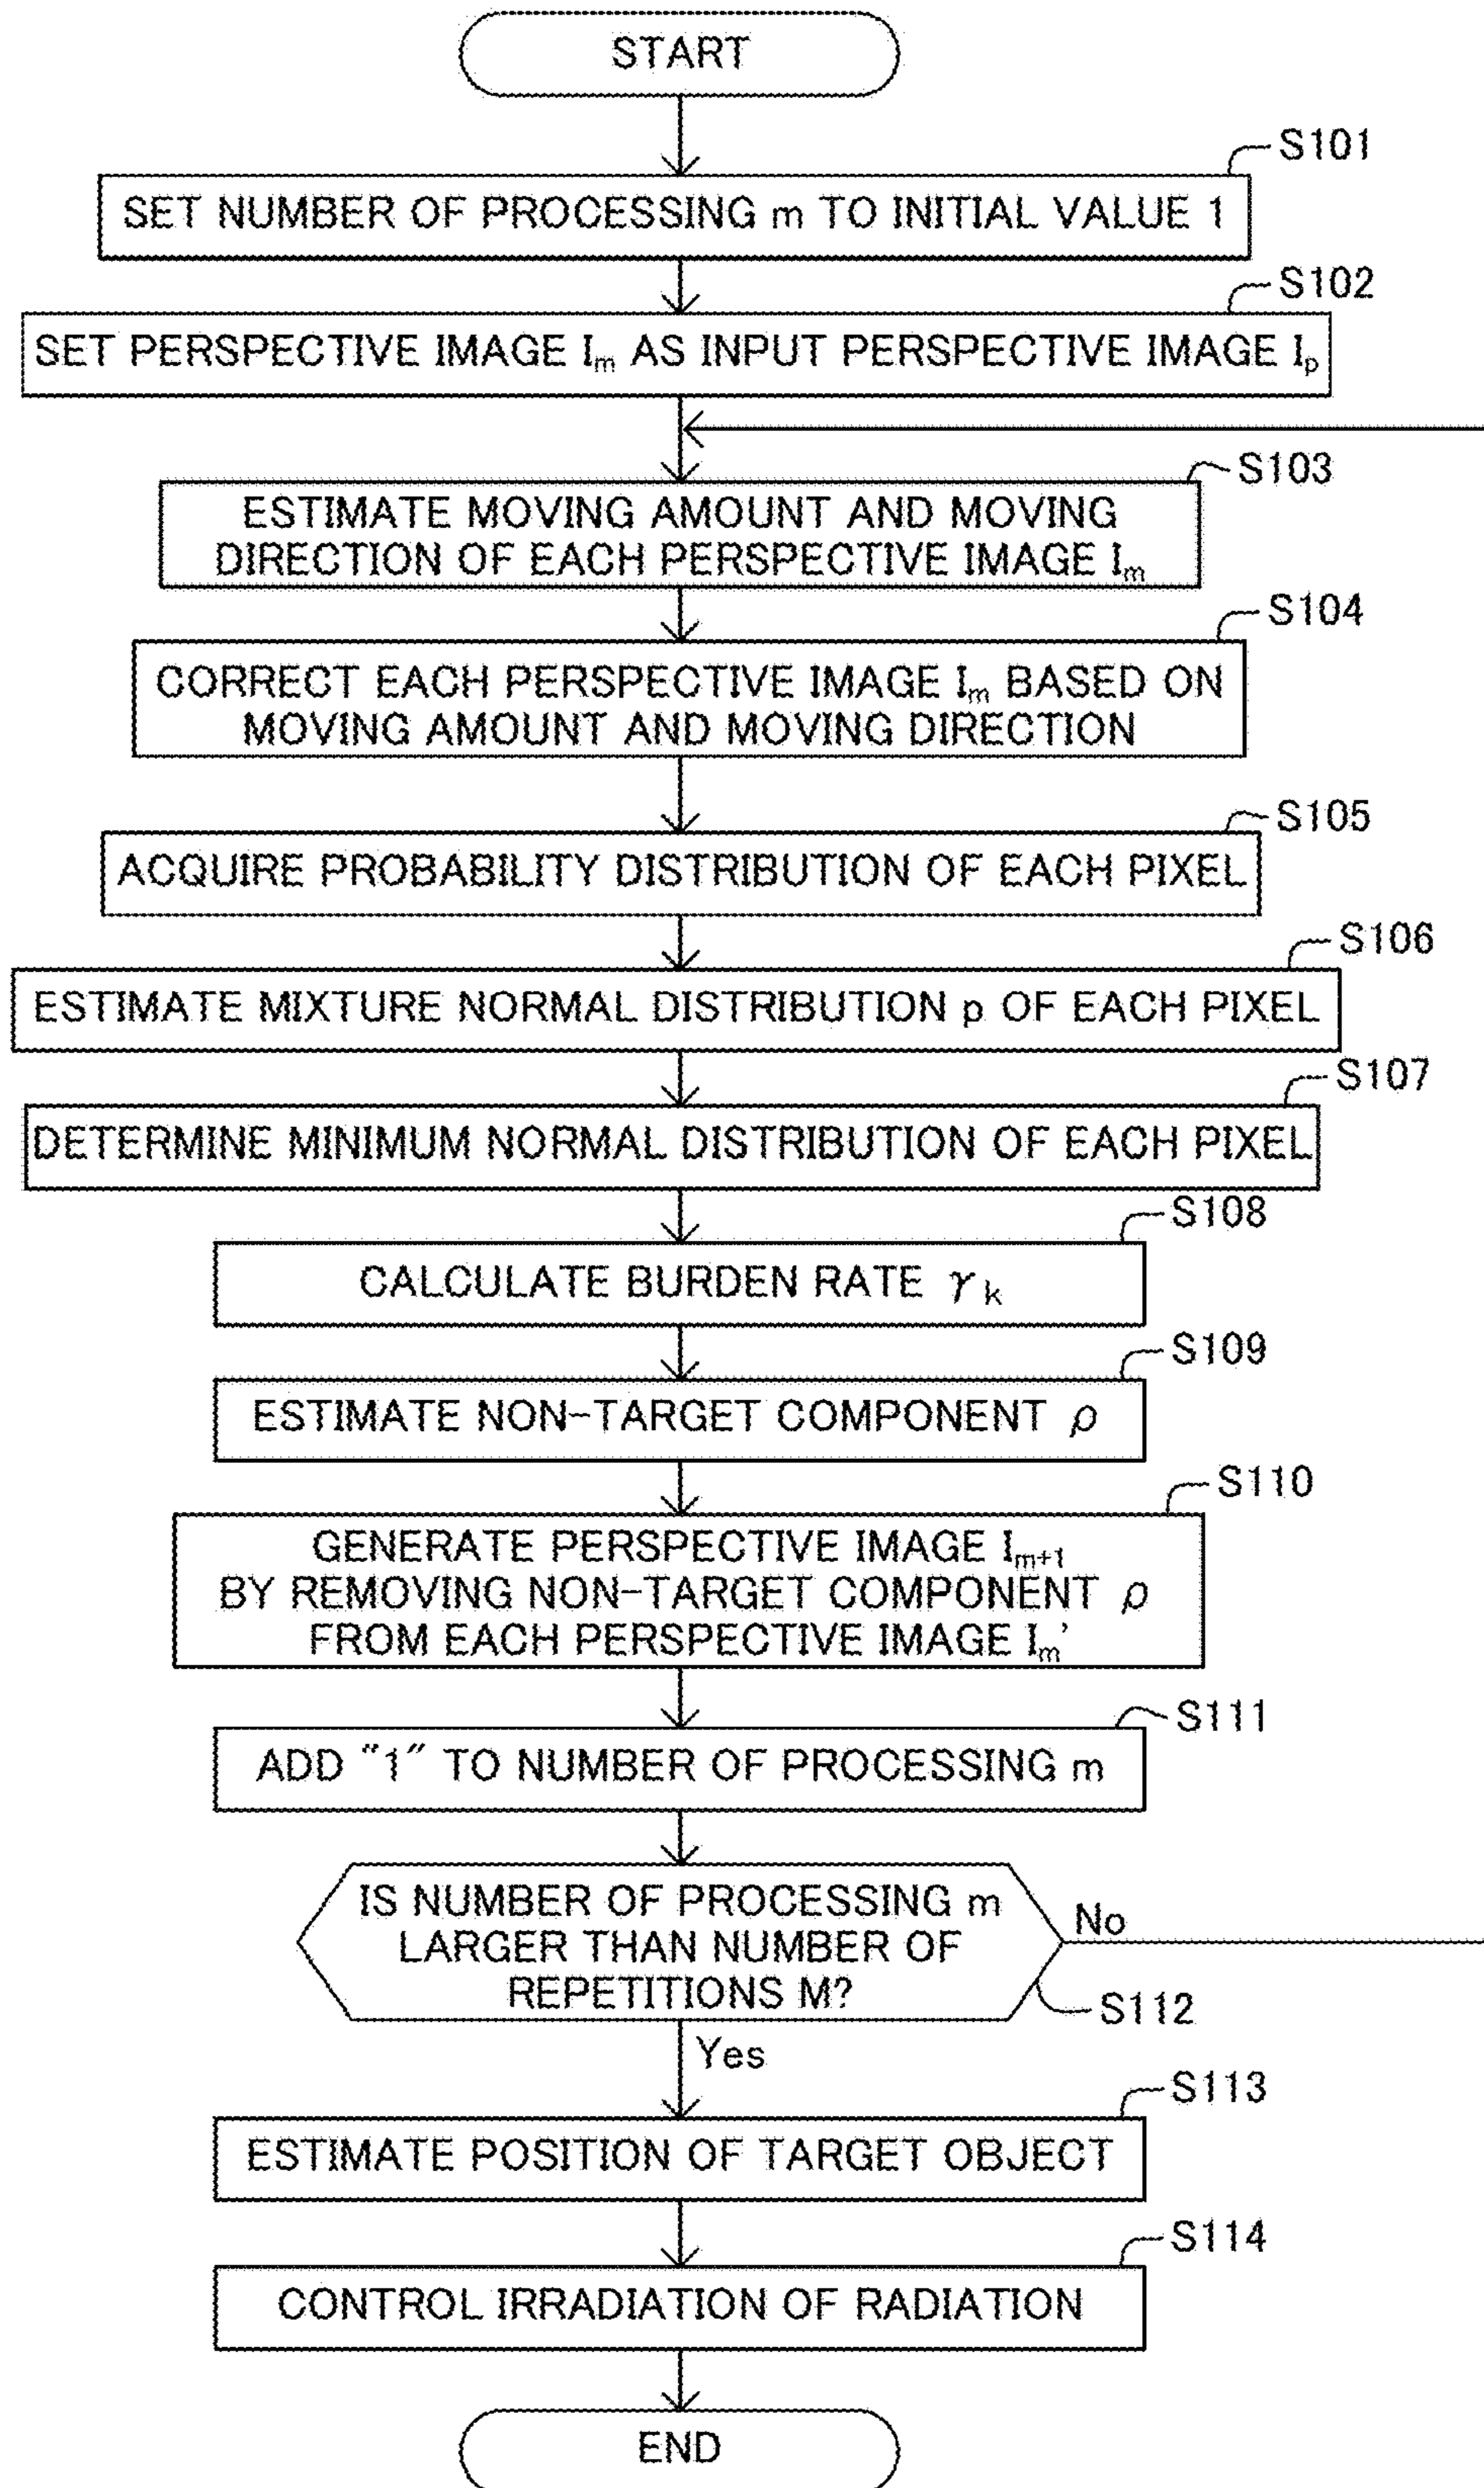 START
S101
SET NUMBER OF PROCESSING m TO INITIAL VALUE 1
S102
SET PERSPECTIVE IMAGE Iₘ AS INPUT PERSPECTIVE IMAGE Iₚ
S103
ESTIMATE MOVING AMOUNT AND MOVING
DIRECTION OF EACH PERSPECTIVE IMAGE Iₘ
S104
CORRECT EACH PERSPECTIVE IMAGE Iₘ BASED ON
MOVING AMOUNT AND MOVING DIRECTION
S105
ACQUIRE PROBABILITY DISTRIBUTION OF EACH PIXEL
S106
ESTIMATE MIXTURE NORMAL DISTRIBUTION p OF EACH PIXEL
S107
DETERMINE MINIMUM NORMAL DISTRIBUTION OF EACH PIXEL
S108
CALCULATE BURDEN RATE γₖ
S109
ESTIMATE NON-TARGET COMPONENT ρ
S110
GENERATE PERSPECTIVE IMAGE Iₘ₊₁
BY REMOVING NON-TARGET COMPONENT ρ
FROM EACH PERSPECTIVE IMAGE Iₘ'
S111
ADD "1" TO NUMBER OF PROCESSING m
IS NUMBER OF PROCESSING m
LARGER THAN NUMBER OF
REPETITIONS M?
No
S112
Yes
S113
ESTIMATE POSITION OF TARGET OBJECT
S114
CONTROL IRRADIATION OF RADIATION
END